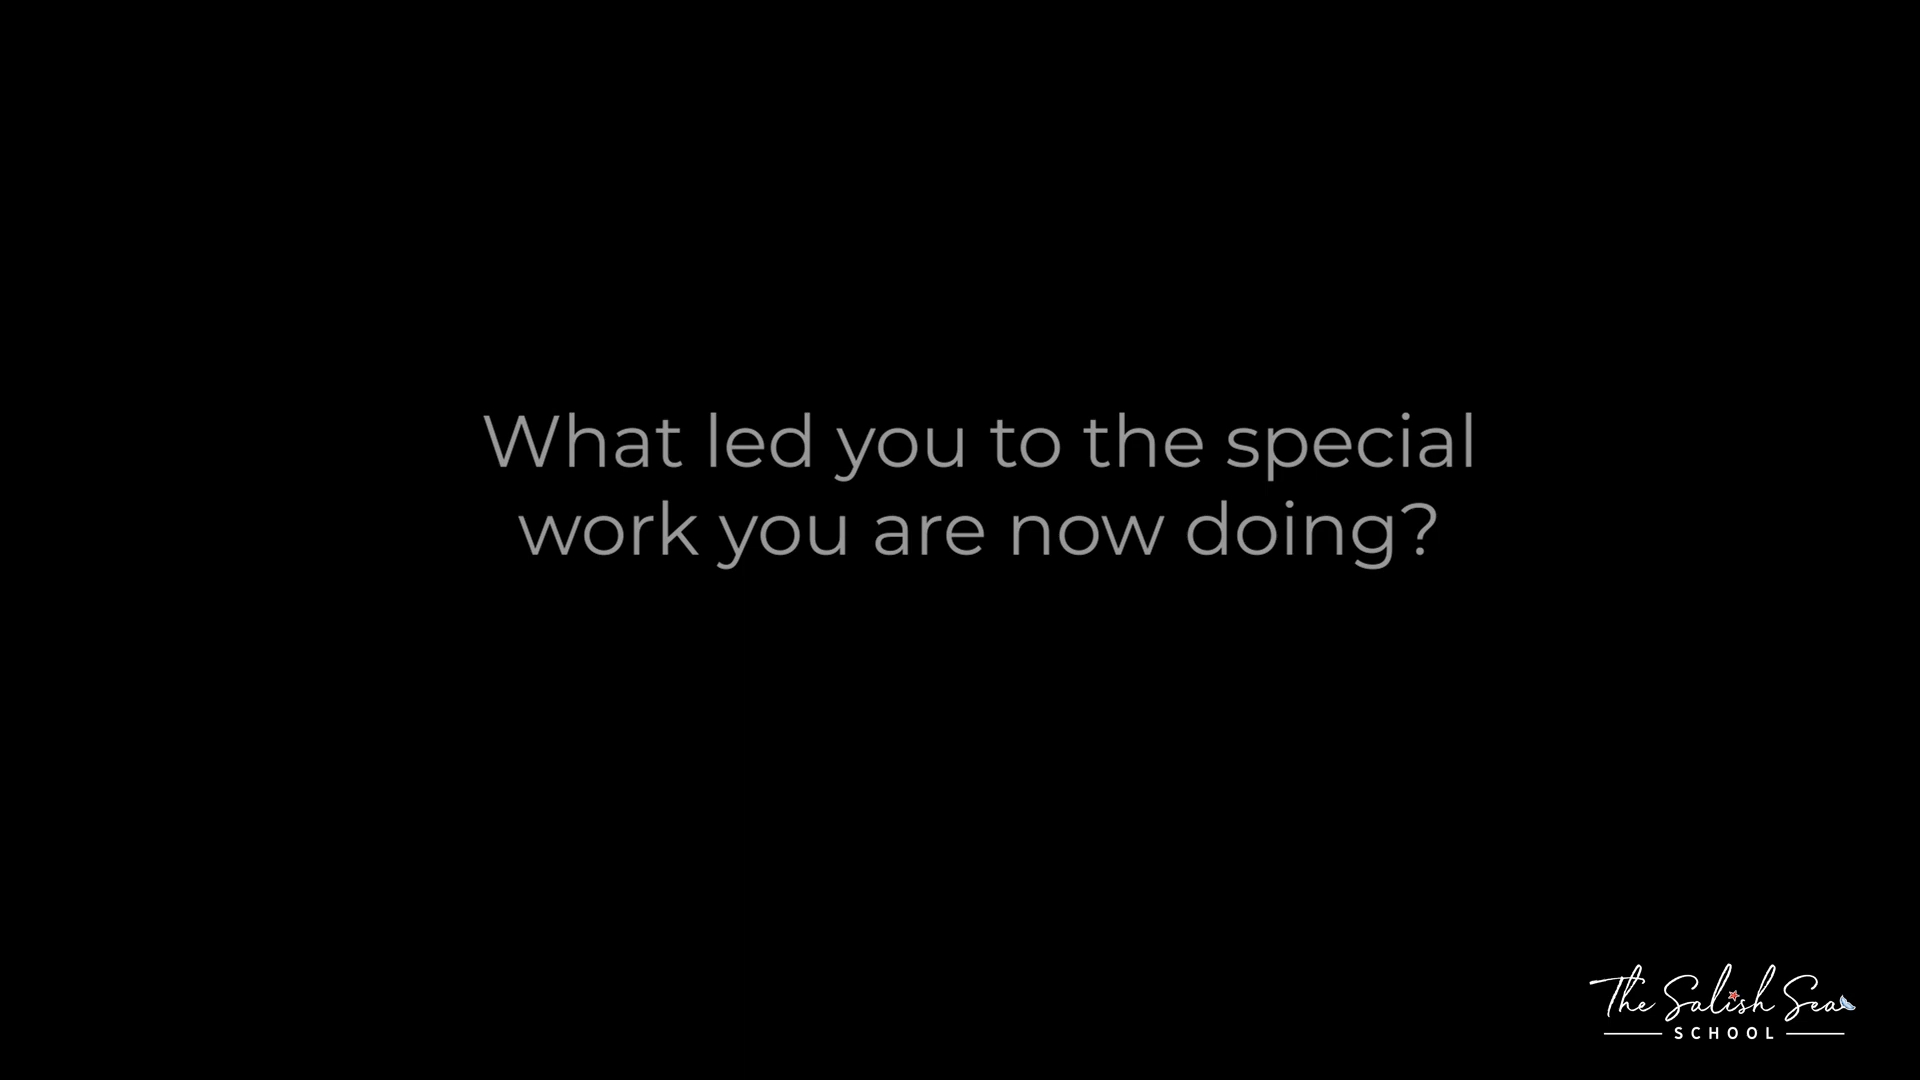 What led you to the special
work you are now doing?
The Salish Sea
SCHOOL